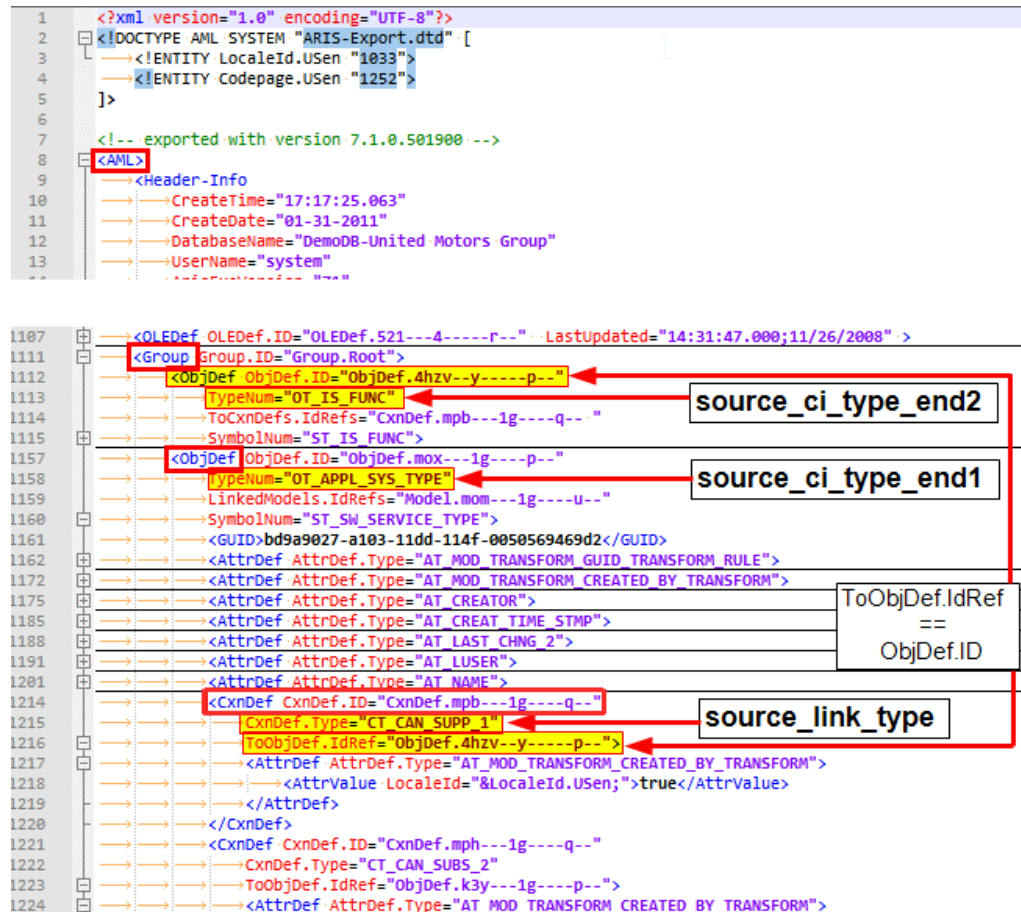 1 <?xml version="1.0" encoding="UTF-8"?>
2 <!DOCTYPE AML SYSTEM "ARIS-Export.dtd" [
3 <!ENTITY LocaleId.USen "1033">
4 <!ENTITY Codepage.USen "1252">
5 ]>
6
7 <!-- exported with version 7.1.0.501900 -->
8 <AML>
9 <Header-Info
10 CreateTime="17:17:25.063"
11 CreateDate="01-31-2011"
12 DatabaseName="DemoDB-United Motors Group"
13 UserName="system"
1107 <OLEDef OLEDef.ID="OLEDef.521---4-----r--" LastUpdated="14:31:47.000;11/26/2008" >
1111 <Group Group.ID="Group.Root">
1112 <ObjDef ObjDef.ID="ObjDef.4hzv--y-----p--"
1113 TypeNum="OT_IS_FUNC"
source_ci_type_end2
1114 ToCxnDefs.IdRefs="CxnDef.mpb---1g----q-- "
1115 SymbolNum="ST_IS_FUNC">
1157 <ObjDef ObjDef.ID="ObjDef.mox---1g----p--"
1158 TypeNum="OT_APPL_SYS_TYPE"
source_ci_type_end1
1159 LinkedModels.IdRefs="Model.mom---1g----u--"
1160 SymbolNum="ST_SW_SERVICE_TYPE">
1161 <GUID>bd9a9027-a103-11dd-114f-0050569469d2</GUID>
1162 <AttrDef AttrDef.Type="AT_MOD_TRANSFORM_GUID_TRANSFORM_RULE">
1172 <AttrDef AttrDef.Type="AT_MOD_TRANSFORM_CREATED_BY_TRANSFORM">
1175 <AttrDef AttrDef.Type="AT_CREATOR">
1185 <AttrDef AttrDef.Type="AT_CREAT_TIME_STMP">
1188 <AttrDef AttrDef.Type="AT_LAST_CHNG_2">
1191 <AttrDef AttrDef.Type="AT_LUSER">
1201 <AttrDef AttrDef.Type="AT_NAME">
ToObjDef.IdRef
==
ObjDef.ID
1214 <CxnDef CxnDef.ID="CxnDef.mpb---1g----q--"
1215 CxnDef.Type="CT_CAN_SUPP_1"
source_link_type
1216 ToObjDef.IdRef="ObjDef.4hzv--y-----p--">
1217 <AttrDef AttrDef.Type="AT_MOD_TRANSFORM_CREATED_BY_TRANSFORM">
1218 <AttrValue LocaleId="&LocaleId.USen;">true</AttrValue>
1219 </AttrDef>
1220 </CxnDef>
1221 <CxnDef CxnDef.ID="CxnDef.mph---1g----q--"
1222 CxnDef.Type="CT_CAN_SUBS_2"
1223 ToObjDef.IdRef="ObjDef.k3y---1g----p--">
1224 <AttrDef AttrDef.Type="AT_MOD_TRANSFORM_CREATED_BY_TRANSFORM">